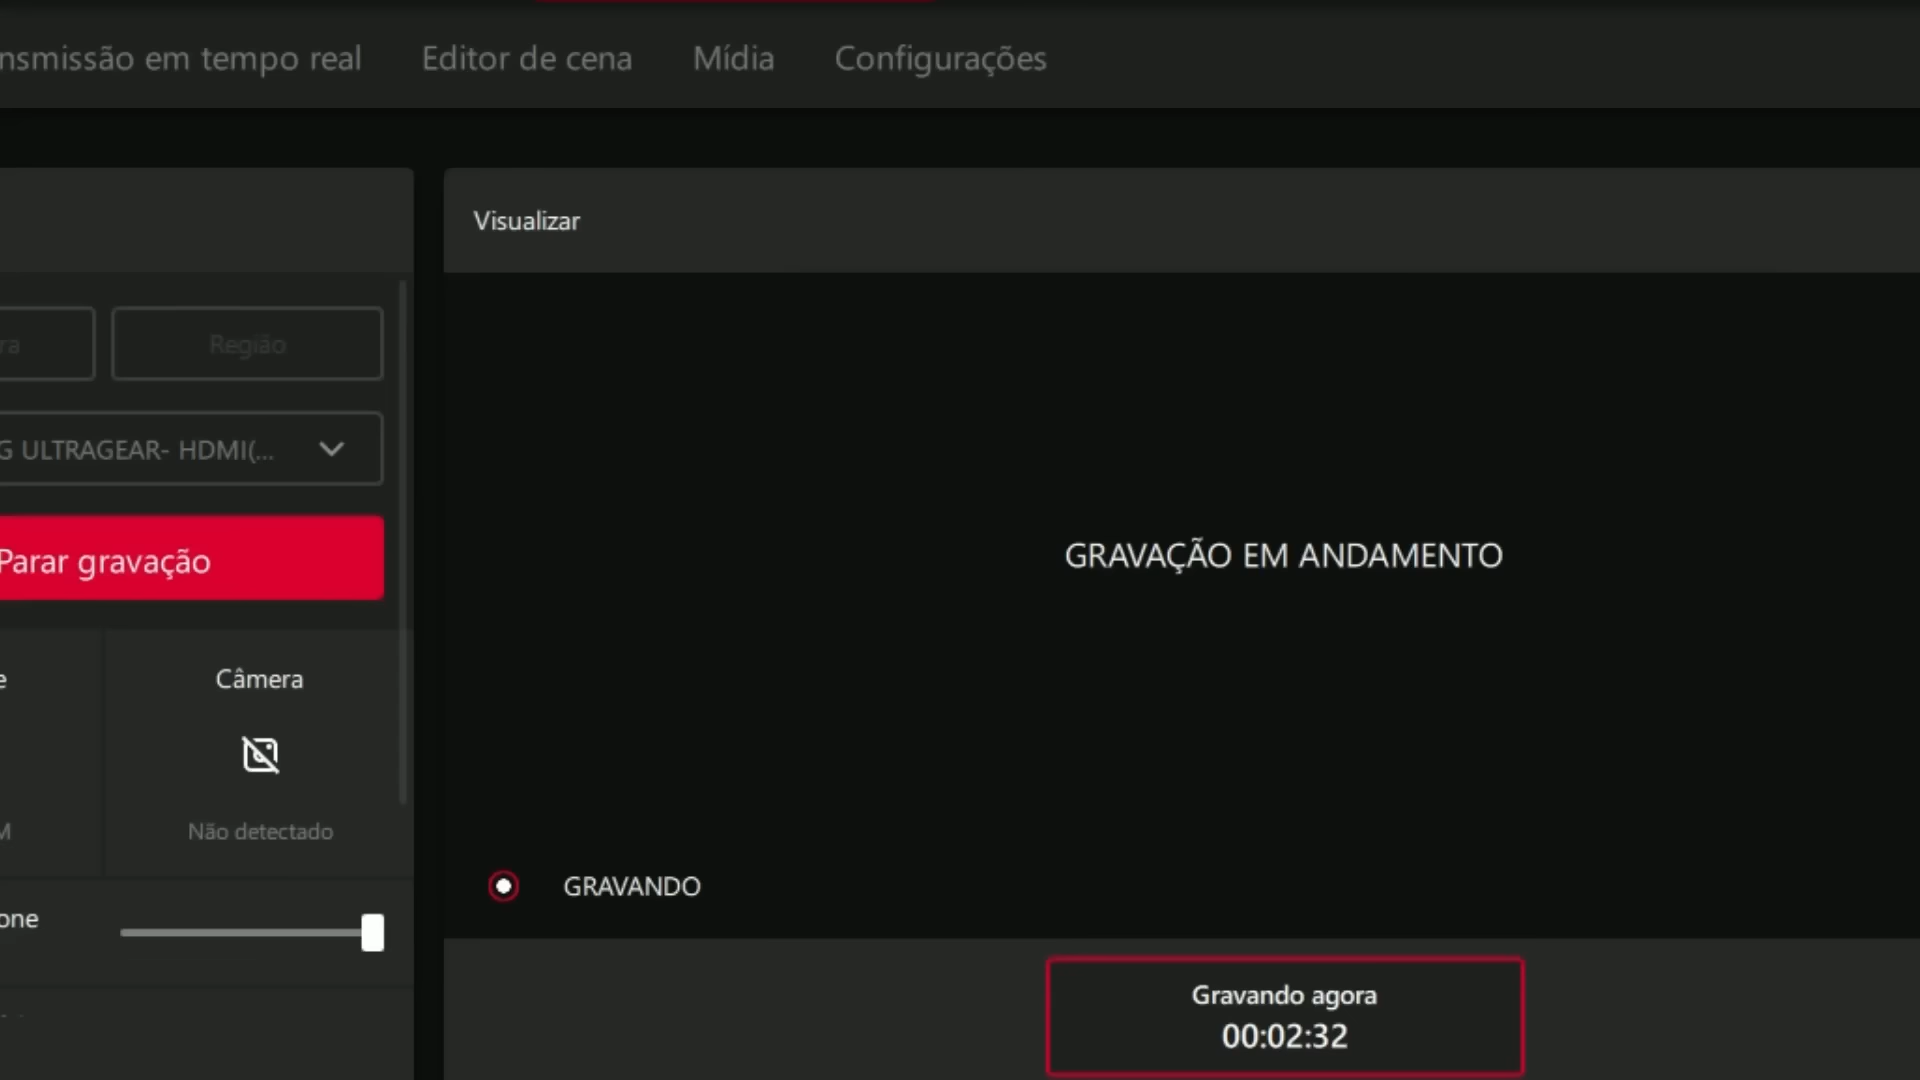 nsmissão em tempo real
Editor de cena
Mídia
Configurações
Visualizar
ra
Região
G ULTRAGEAR- HDMI(...
Parar gravação
GRAVAÇÃO EM ANDAMENTO
e
Câmera
M
Não detectado
GRAVANDO
one
Gravando agora
00:02:32